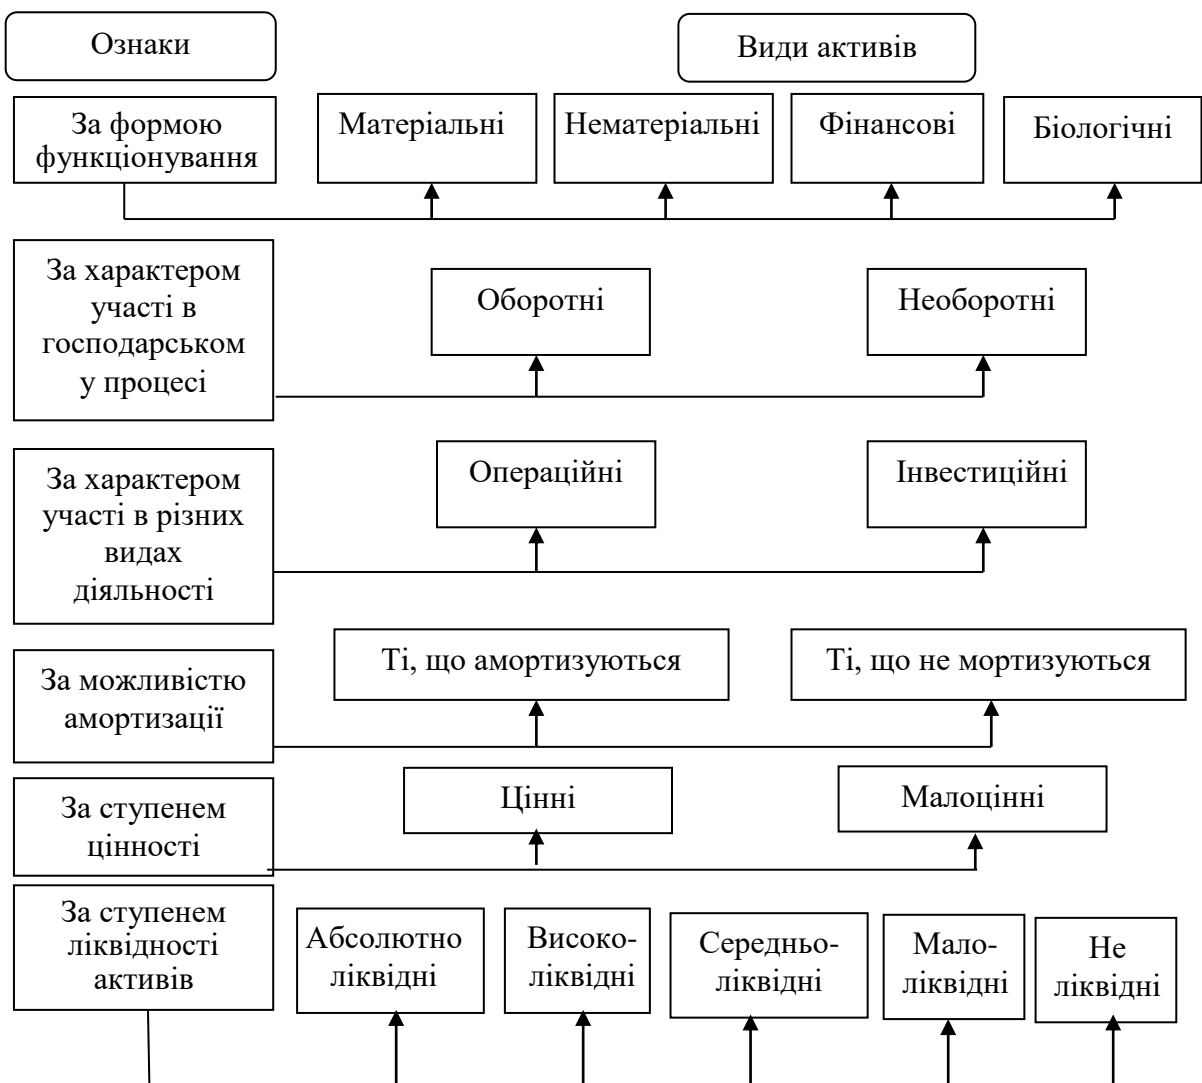 Ознаки
Види активів
За формою
функціонування
Матеріальні
Нематеріальні
Фінансові
Біологічні
За характером
участі в
господарськом
у процесі
Оборотні
Необоротні
За характером
участі в різних
видах
діяльності
Операційні
Інвестиційні
За можливістю
амортизації
Ті, що амортизуються
Ті, що не мортизуються
За ступенем
цінності
Цінні
Малоцінні
За ступенем
ліквідності
активів
Абсолютно
ліквідні
Високо-
ліквідні
Середньо-
ліквідні
Мало-
ліквідні
Не
ліквідні